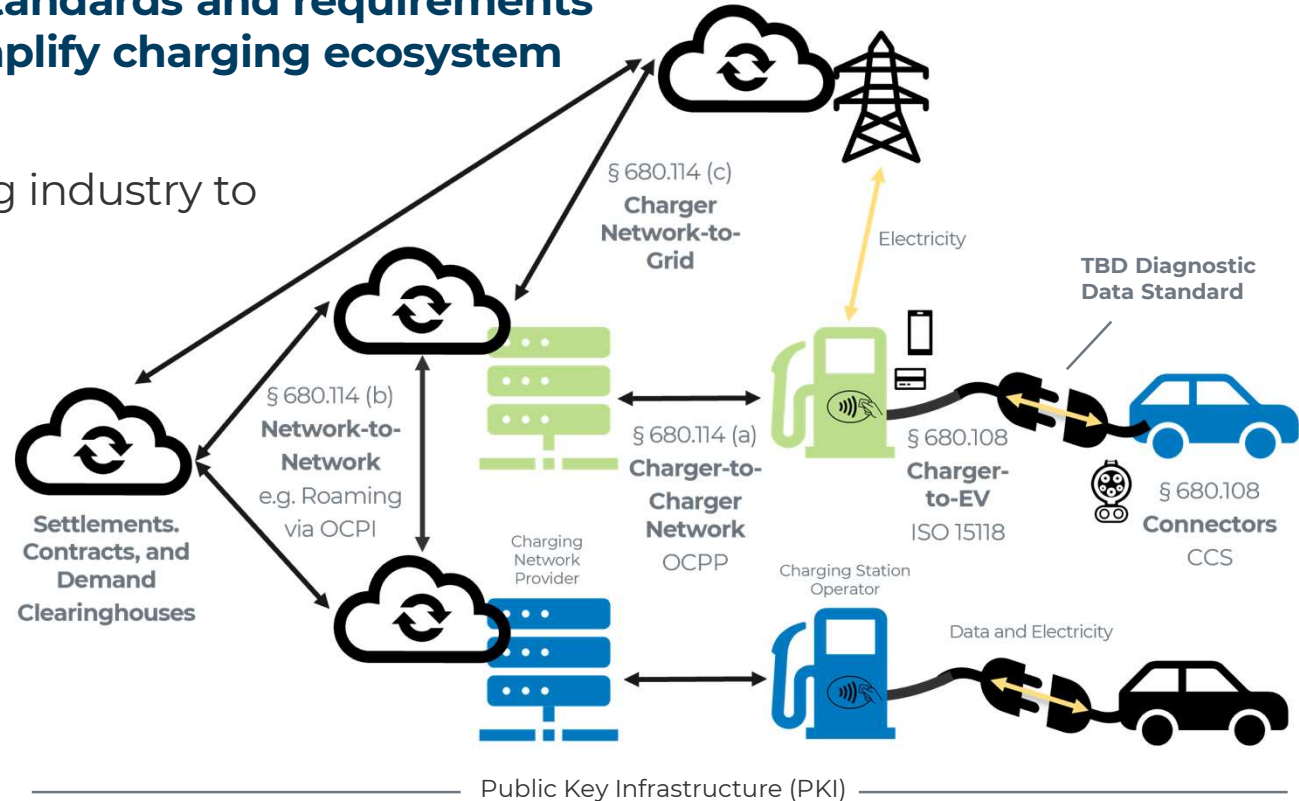 tandards and requirements
plify charging ecosystem
g industry to
§ 680.114 (c)
Charger
Network-to-
Grid
Electricity
TBD Diagnostic
Data Standard
§ 680.114 (b)
Network-to-
Network
e.g. Roaming
via OCPI
§ 680.114 (a)
Charger-to-
Charger
Network
OCPP
§ 680.108
Charger-
to-EV
ISO 15118
§ 680.108
Connectors
CCS
Settlements.
Contracts, and
Demand
Clearinghouses
Charging
Network
Provider
Charging Station
Operator
Data and Electricity
Public Key Infrastructure (PKI)